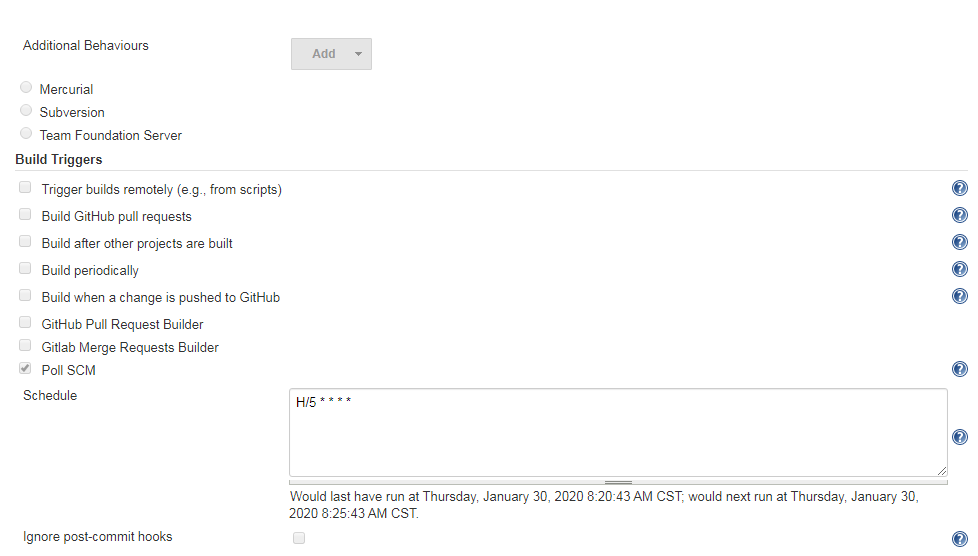 Additional Behaviours
Add
Mercurial
Subversion
Team Foundation Server
Build Triggers
Trigger builds remotely (e.g., from scripts)
Build GitHub pull requests
Build after other projects are built
Build periodically
Build when a change is pushed to GitHub
GitHub Pull Request Builder
Gitlab Merge Requests Builder
Poll SCM
Schedule
H/5 * * * *
Would last have run at Thursday, January 30, 2020 8:20:43 AM CST; would next run at Thursday, January 30,
2020 8:25:43 AM CST.
Ignore post-commit hooks